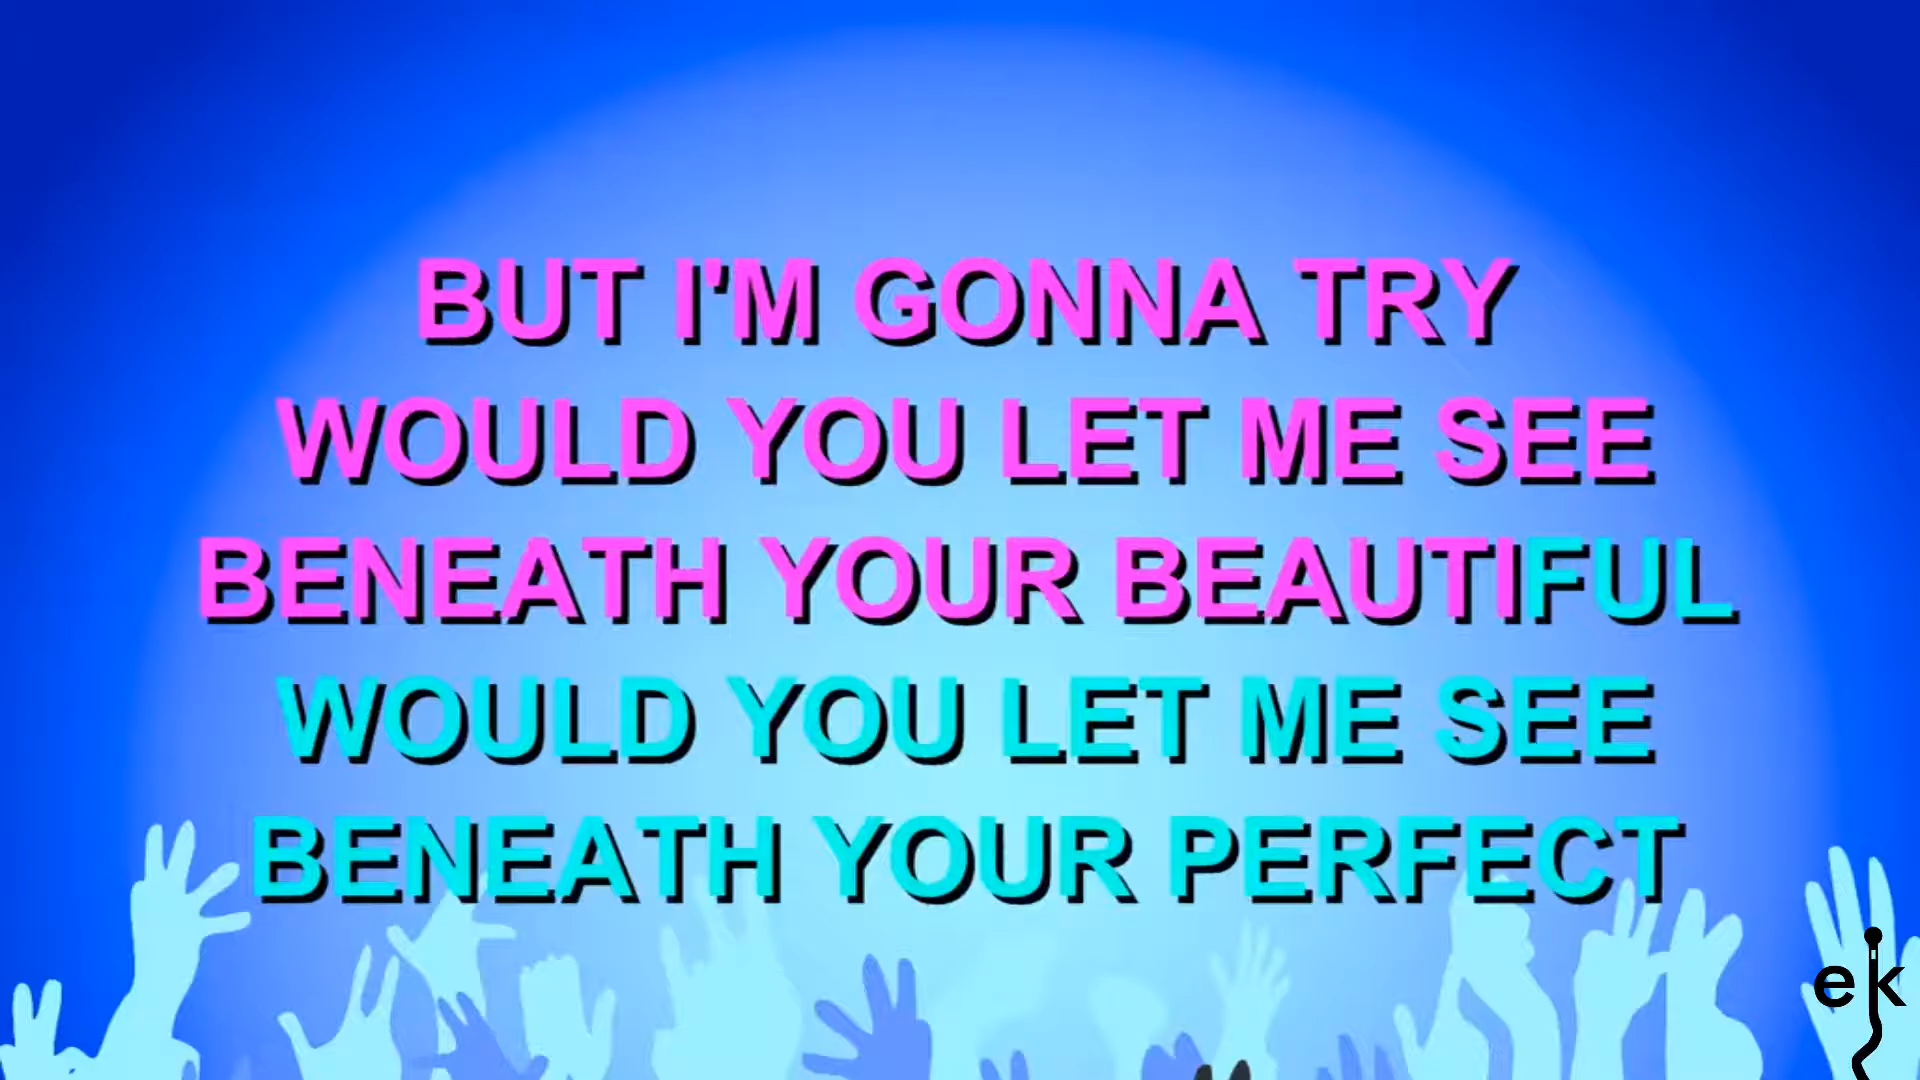 BUT I'M GONNA TRY
WOULD YOU LET ME SEE
BENEATH YOUR BEAUTIFUL
WOULD YOU LET ME SEE
BENEATH YOUR PERFECT
ek